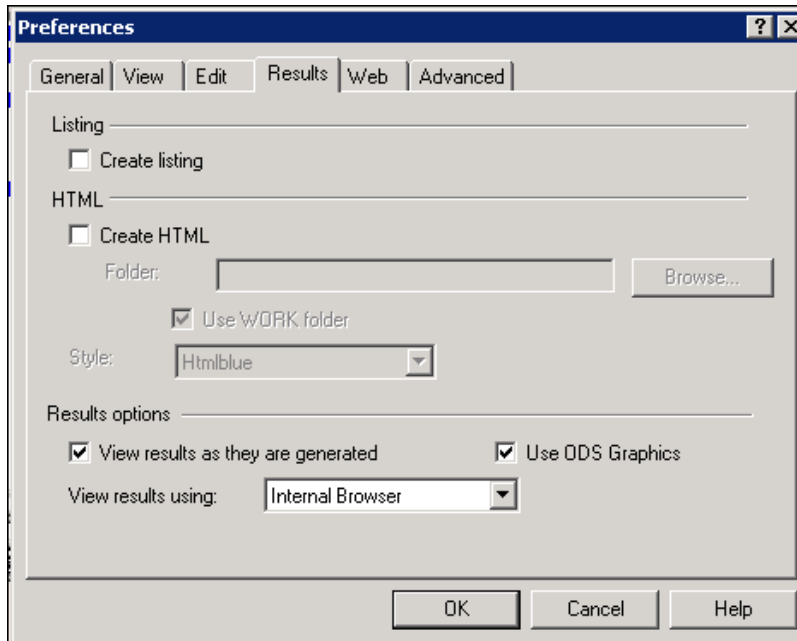 Preferences
General View Edit Results Web Advanced
Listing
Create listing
HTML
Create HTML
Folder: Browse...
Use WORK folder
Style: Htmlblue
Results options
View results as they are generated Use ODS Graphics
View results using: Internal Browser
OK Cancel Help